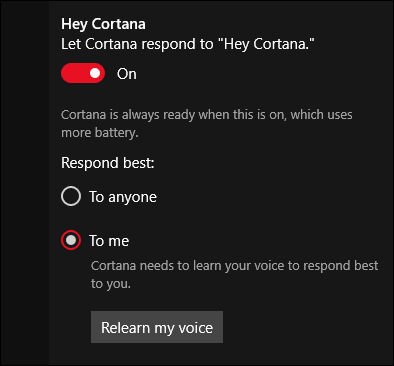 Hey Cortana
Let Cortana respond to "Hey Cortana."
On
Cortana is always ready when this is on, which uses
more battery.
Respond best:
To anyone
To me
Cortana needs to learn your voice to respond best
to you.
Relearn my voice